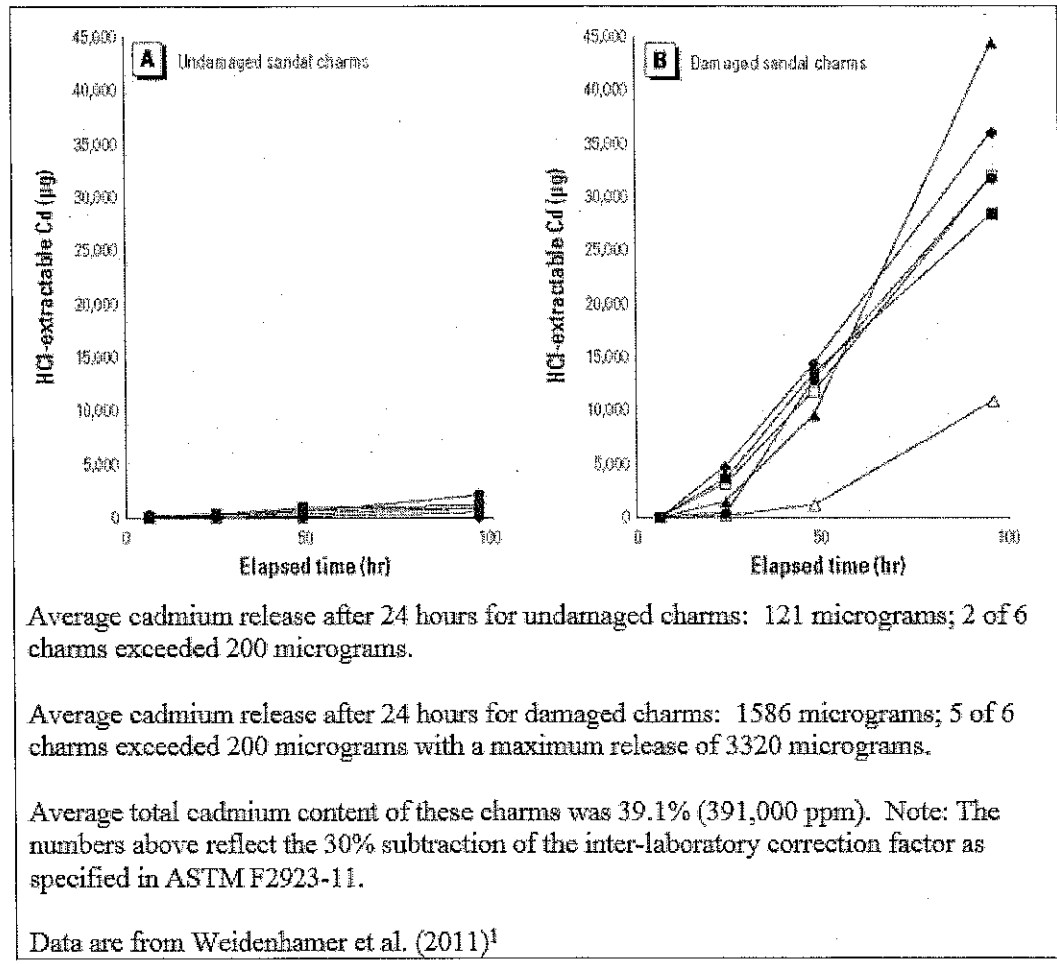 A Undamaged sandal charms
45,000
40,000
35,000
30,000
25,000
20,000
15,000
10,000
5,000
0
HCl-extractable Cd (µg)
0 50 100
Elapsed time (hr)
B Damaged sandal charms
45,000
40,000
35,000
30,000
25,000
20,000
15,000
10,000
5,000
0
HCl-extractable Cd (µg)
0 50 100
Elapsed time (hr)
Average cadmium release after 24 hours for undamaged charms: 121 micrograms; 2 of 6
charms exceeded 200 micrograms.
Average cadmium release after 24 hours for damaged charms: 1586 micrograms; 5 of 6
charms exceeded 200 micrograms with a maximum release of 3320 micrograms.
Average total cadmium content of these charms was 39.1% (391,000 ppm). Note: The
numbers above reflect the 30% subtraction of the inter-laboratory correction factor as
specified in ASTM F2923-11.
Data are from Weidenhamer et al. (2011)¹